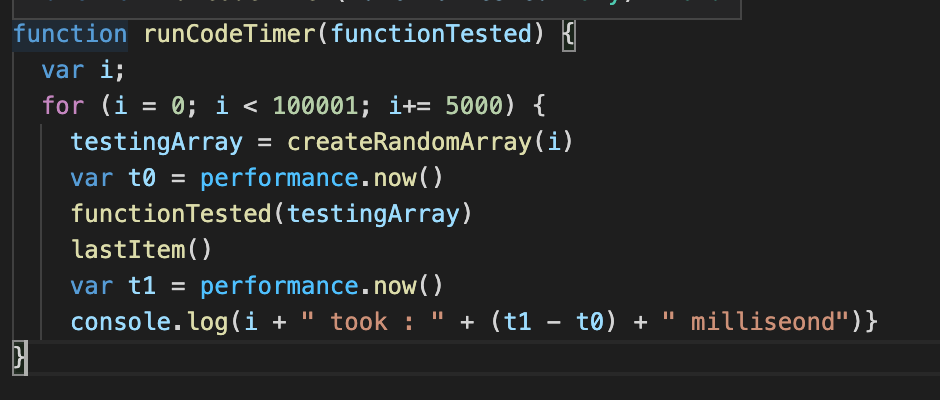 function runCodeTimer(functionTested) {
var i;
for (i = 0; i < 100001; i+= 5000) {
testingArray = createRandomArray(i)
var t0 = performance.now()
functionTested(testingArray)
lastItem()
var t1 = performance.now()
console.log(i + " took : " + (t1 - t0) + " milliseond")}
}